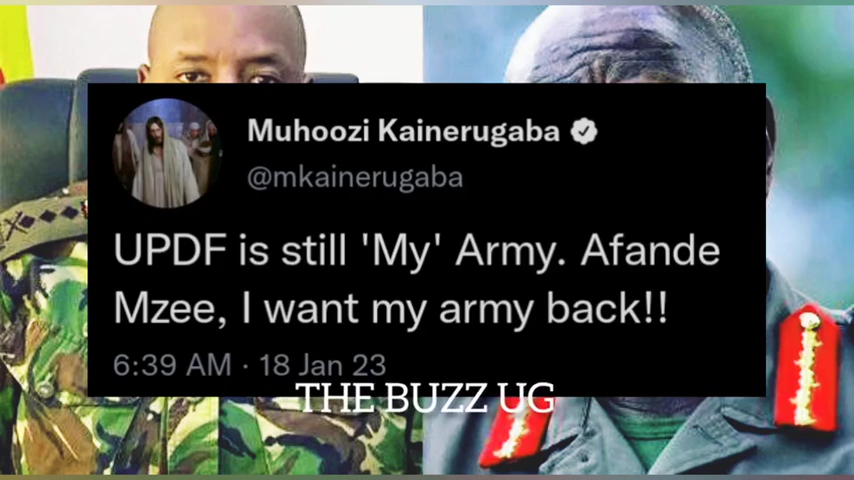 Muhoozi Kainerugaba
@mkainerugaba
UPDF is still 'My' Army. Afande
Mzee, I want my army back!!
6:39 AM · 18 Jan 23
THE BUZZ UG